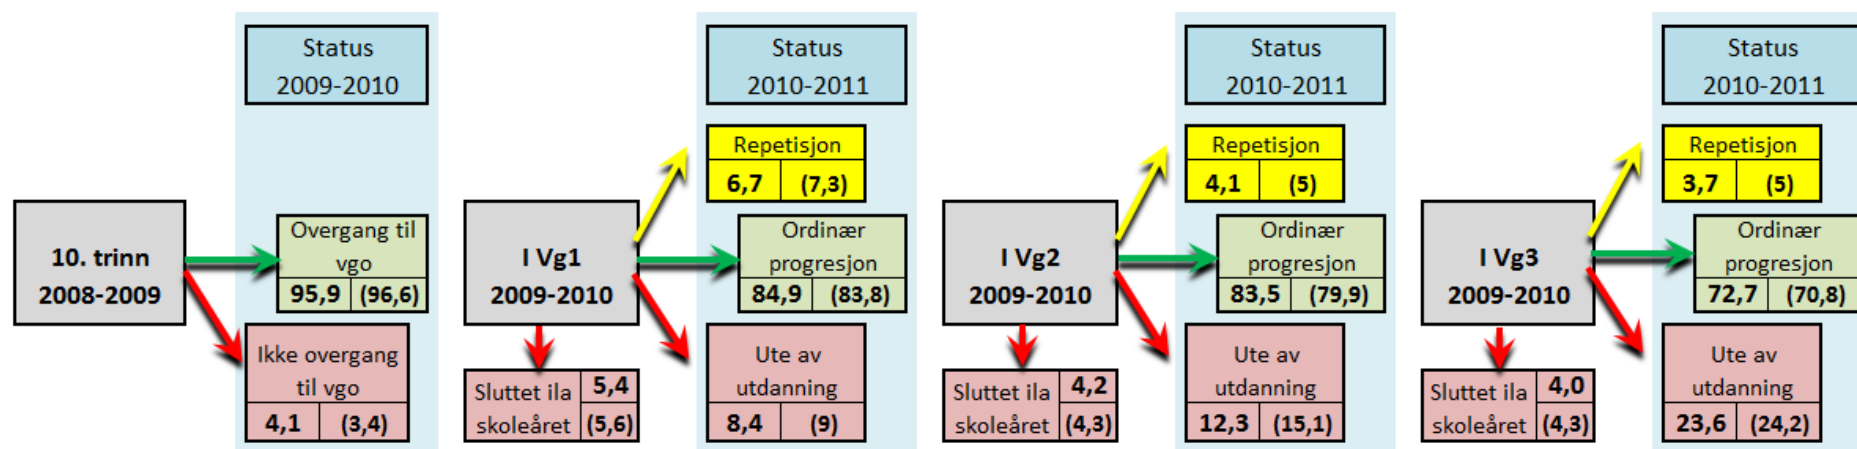 Status
2009-2010
10. trinn
2008-2009
Overgang til
vgo
95,9 (96,6)
Ikke overgang
til vgo
4,1 (3,4)
Status
2010-2011
Repetisjon
6,7 (7,3)
I Vg1
2009-2010
Ordinær
progresjon
84,9 (83,8)
Sluttet ila
skoleåret
5,4
(5,6)
Ute av
utdanning
8,4 (9)
Status
2010-2011
Repetisjon
4,1 (5)
I Vg2
2009-2010
Ordinær
progresjon
83,5 (79,9)
Sluttet ila
skoleåret
4,2
(4,3)
Ute av
utdanning
12,3 (15,1)
Status
2010-2011
Repetisjon
3,7 (5)
I Vg3
2009-2010
Ordinær
progresjon
72,7 (70,8)
Sluttet ila
skoleåret
4,0
(4,3)
Ute av
utdanning
23,6 (24,2)